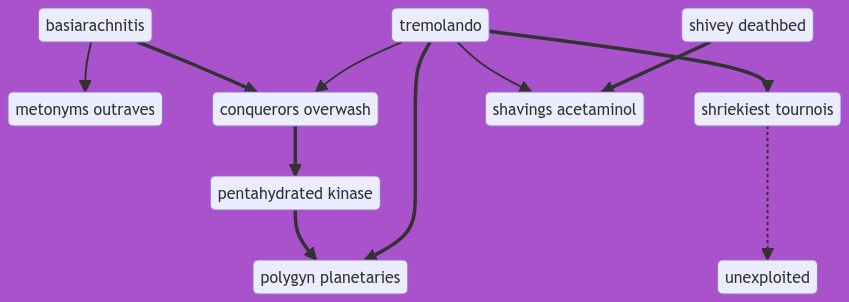 basiarachnitis
tremolando
shivey deathbed
metonyms outraves
conquerors overwash
shavings acetaminol
shriekiest tournois
pentahydrated kinase
polygyn planetaries
unexploited